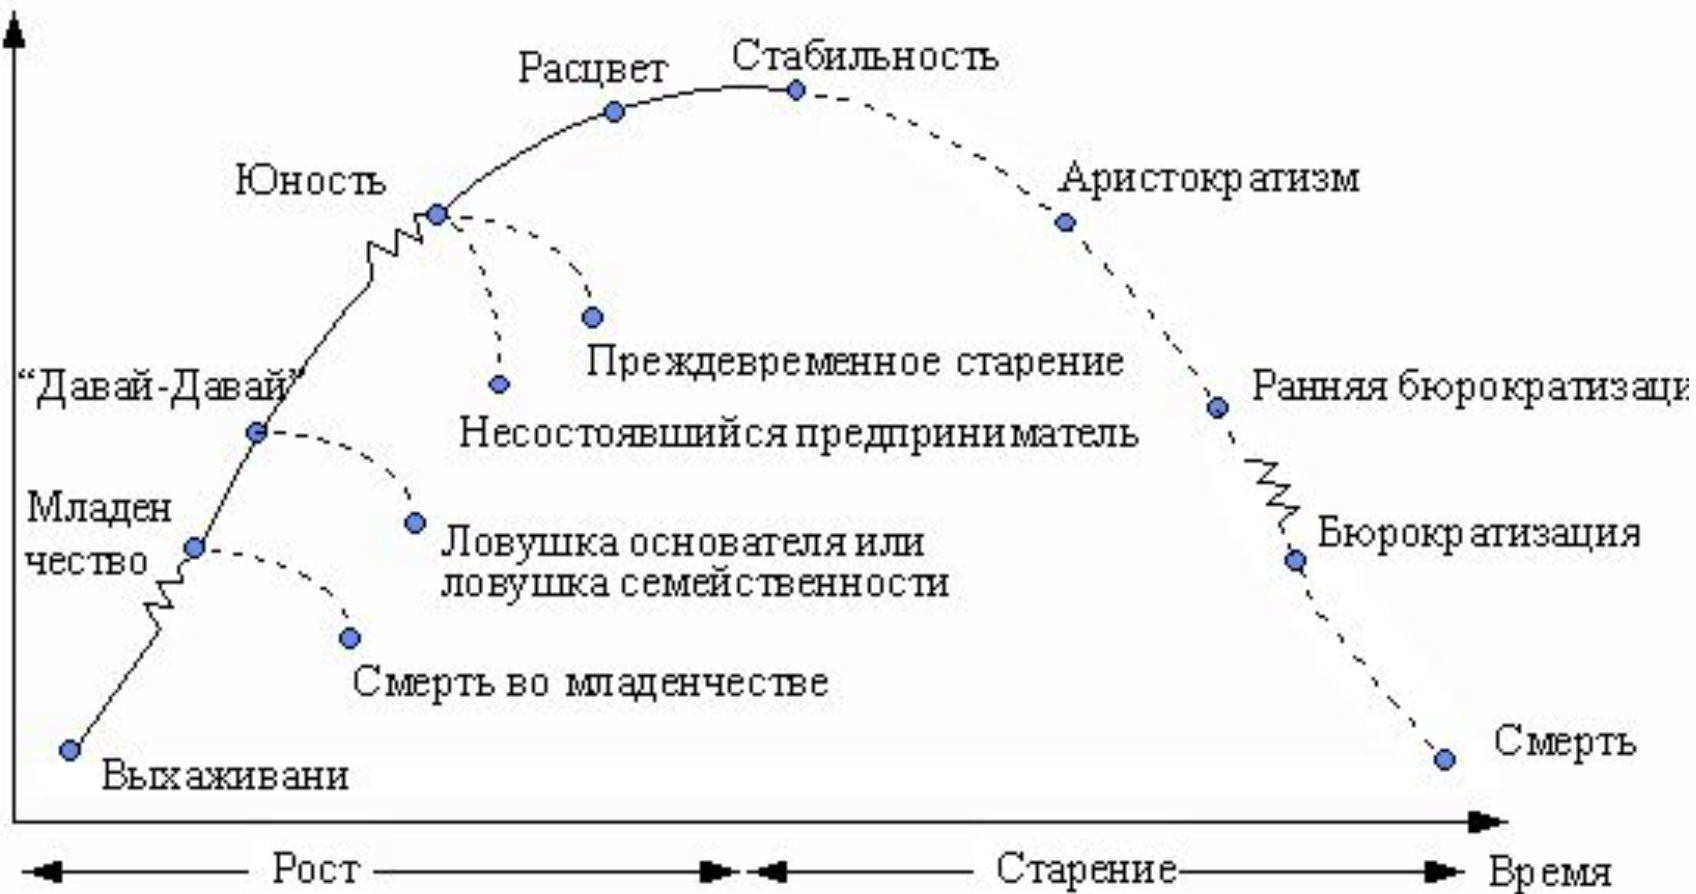 Расцвет
Стабильность
Юность
Аристократизм
Преждевременное старение
“Давай-Давай”
Ранняя бюрократизаци
Несостоявшийся предприниматель
Младен
чество
Ловушка основателя или
ловушка семейственности
Бюрократизация
Смерть во младенчестве
Смерть
Выхаживани
Рост
Старение
Время